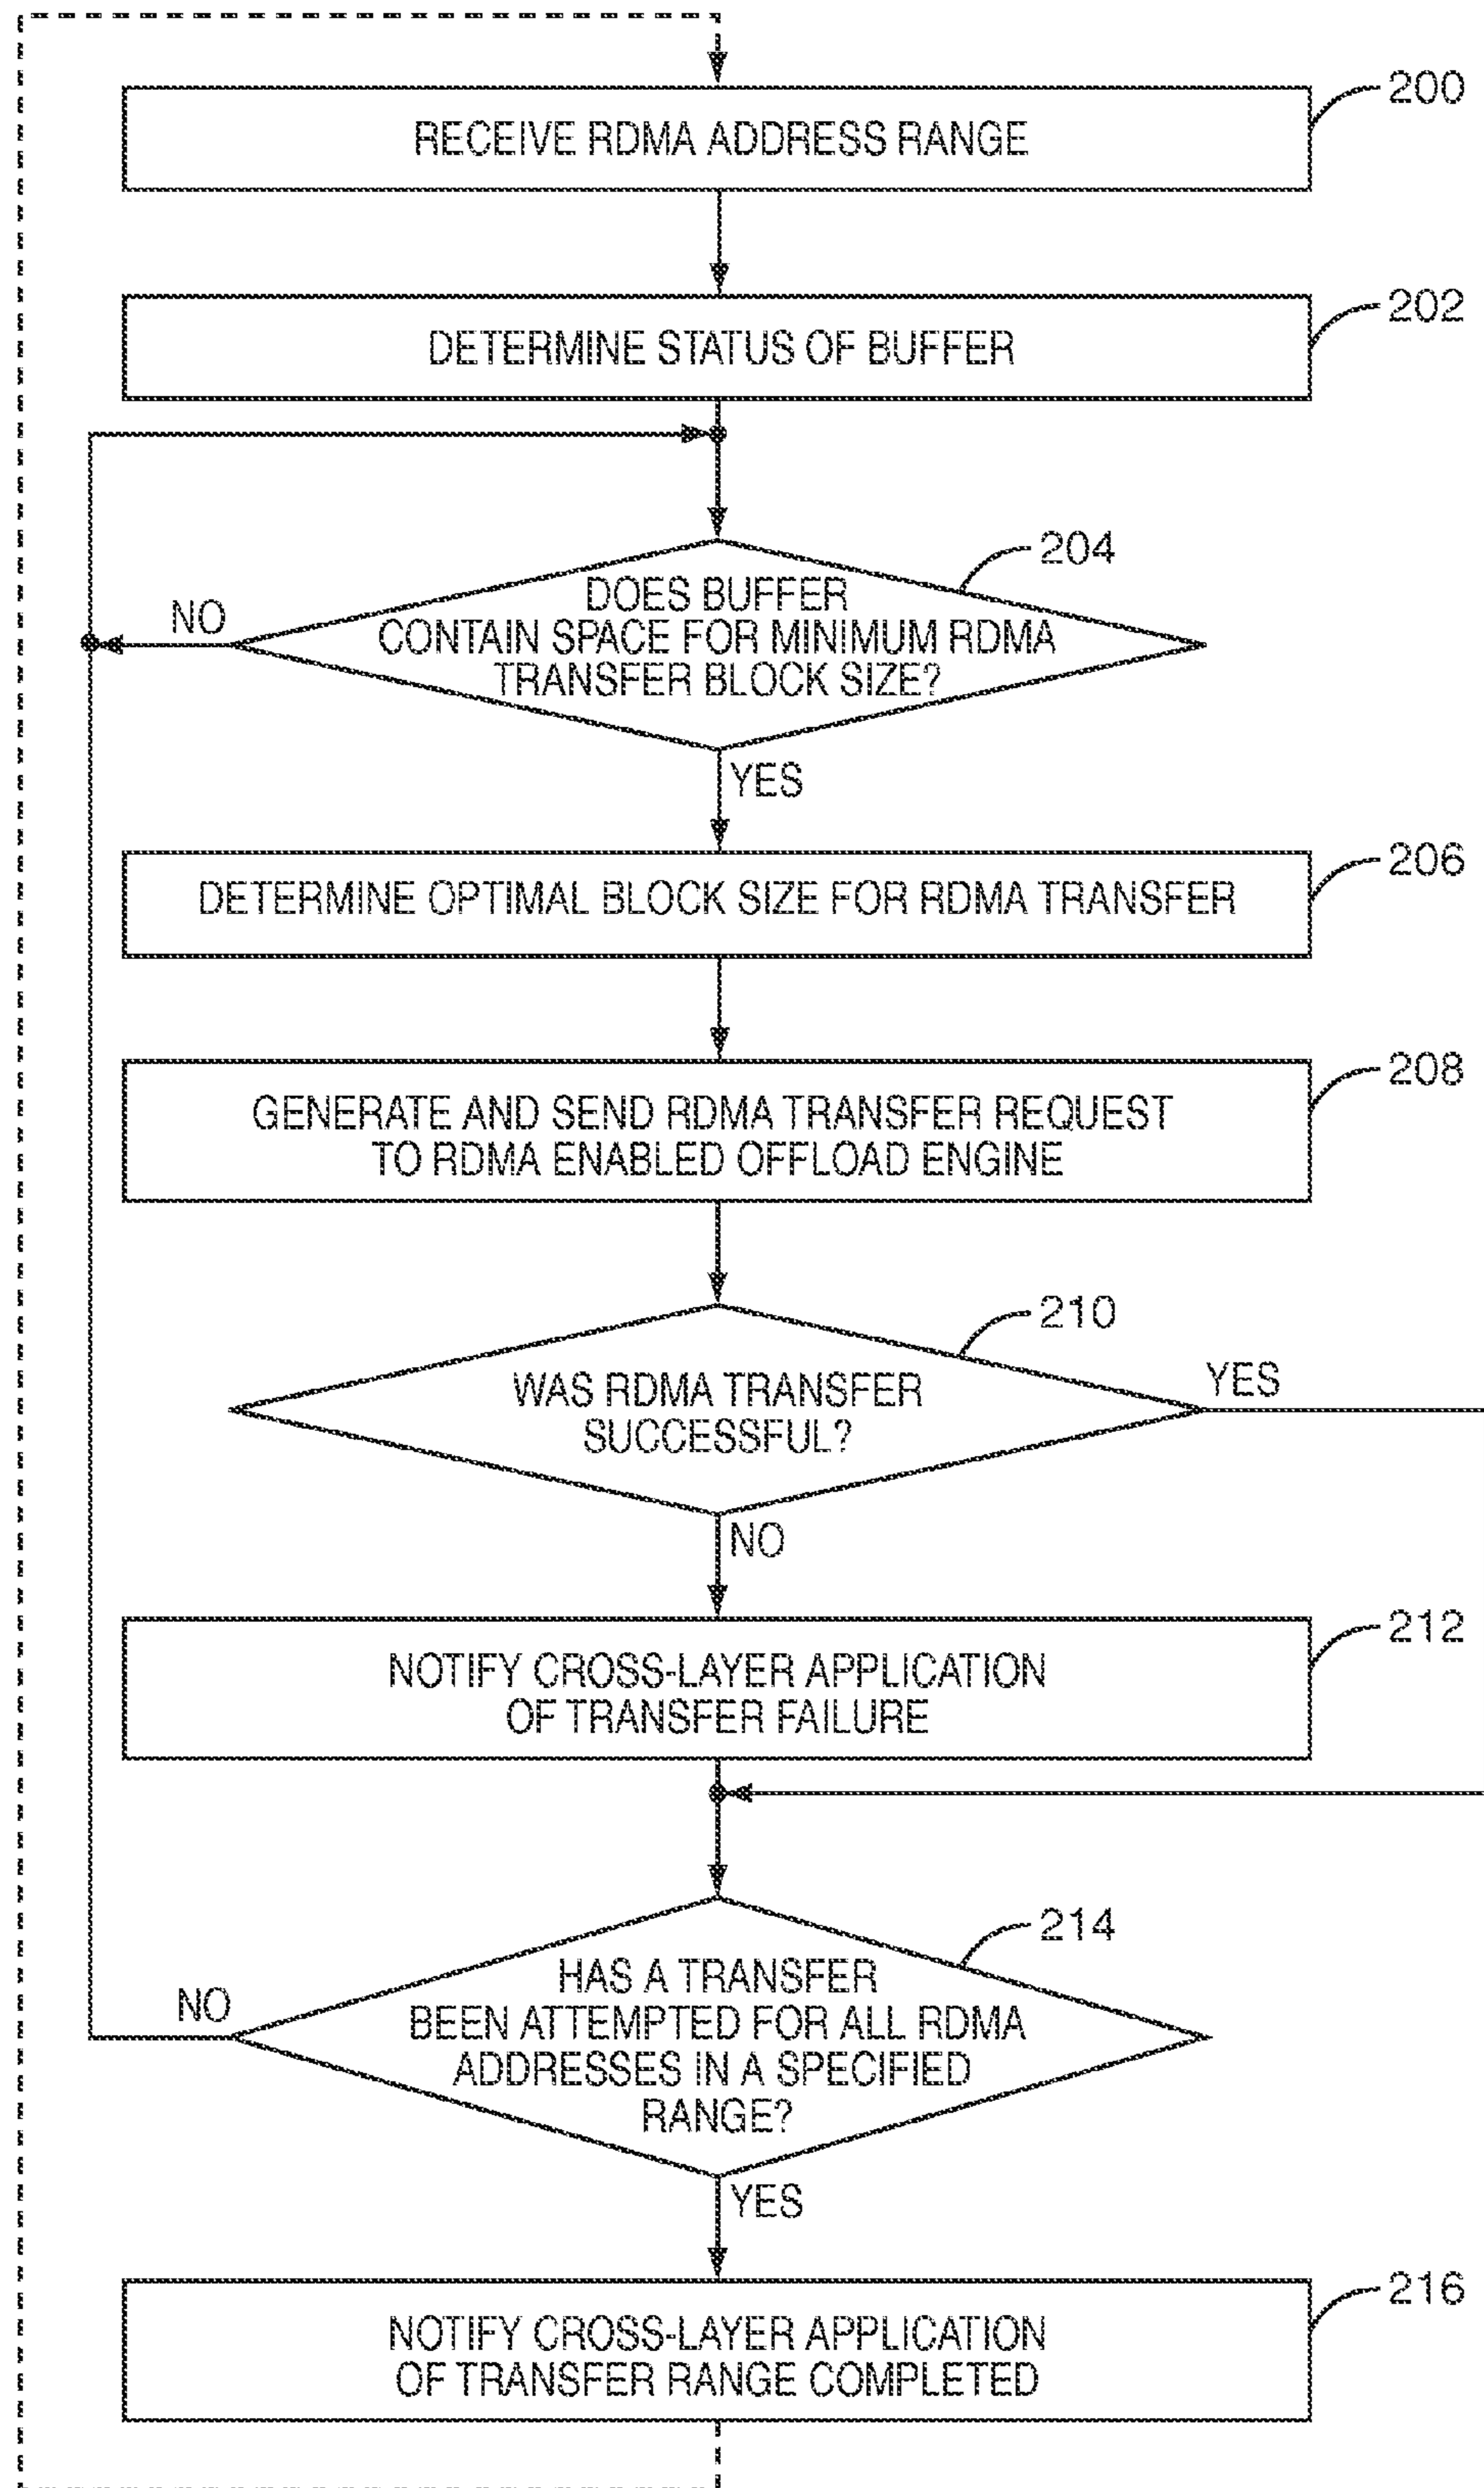 200
RECEIVE RDMA ADDRESS RANGE
202
DETERMINE STATUS OF BUFFER
204
DOES BUFFER
CONTAIN SPACE FOR MINIMUM RDMA
TRANSFER BLOCK SIZE?
NO
YES
206
DETERMINE OPTIMAL BLOCK SIZE FOR RDMA TRANSFER
208
GENERATE AND SEND RDMA TRANSFER REQUEST
TO RDMA ENABLED OFFLOAD ENGINE
210
WAS RDMA TRANSFER
SUCCESSFUL?
YES
NO
212
NOTIFY CROSS-LAYER APPLICATION
OF TRANSFER FAILURE
214
HAS A TRANSFER
BEEN ATTEMPTED FOR ALL RDMA
ADDRESSES IN A SPECIFIED
RANGE?
NO
YES
216
NOTIFY CROSS-LAYER APPLICATION
OF TRANSFER RANGE COMPLETED